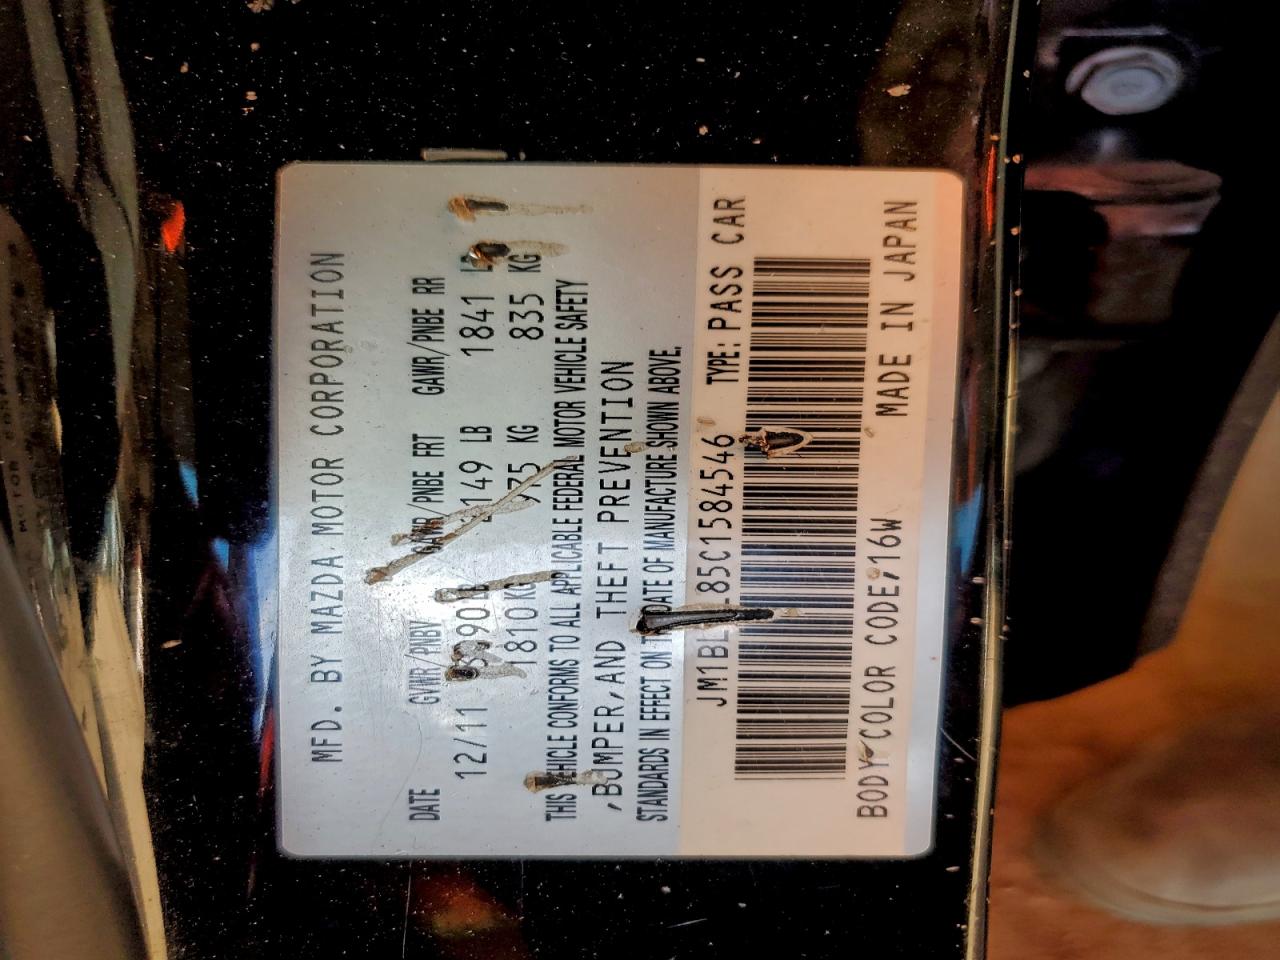 MFD. BY MAZDA MOTOR CORPORATION
DATE GVWR/PNBV GAWR/PNBE FRT GAWR/PNBE RR
12/11 LB 1841 LB
1810 KG 975 KG 835 KG
THIS VEHICLE CONFORMS TO ALL APPLICABLE FEDERAL MOTOR VEHICLE SAFETY
,BUMPER,AND THEFT PREVENTION
STANDARDS IN EFFECT ON THE DATE OF MANUFACTURE SHOWN ABOVE.
TYPE: PASS CAR
BODY COLOR CODE:16W MADE IN JAPAN